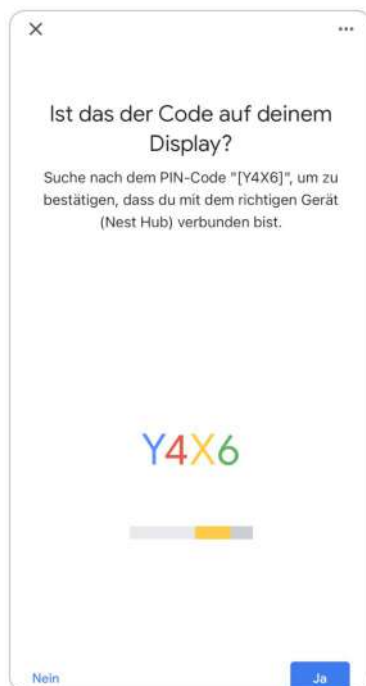 Ist das der Code auf deinem
Display?
Suche nach dem PIN-Code "[Y4X6]", um zu
bestätigen, dass du mit dem richtigen Gerät
(Nest Hub) verbunden bist.
Y4X6
Nein
Ja